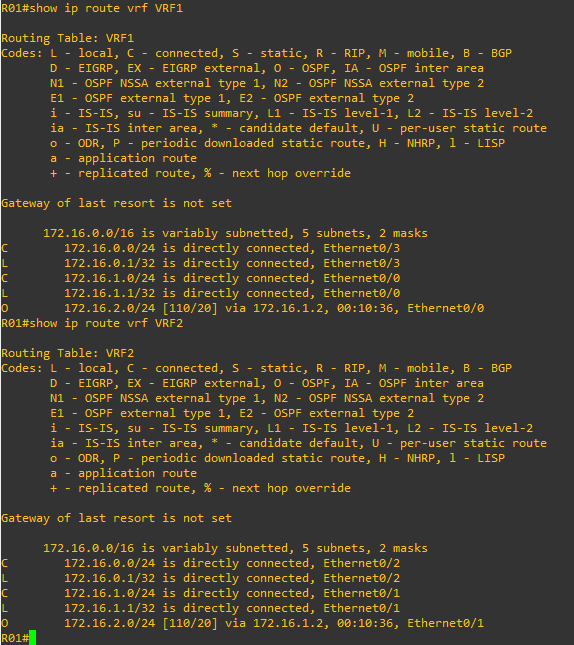 R01#show ip route vrf VRF1

Routing Table: VRF1
Codes: L - local, C - connected, S - static, R - RIP, M - mobile, B - BGP
       D - EIGRP, EX - EIGRP external, O - OSPF, IA - OSPF inter area
       N1 - OSPF NSSA external type 1, N2 - OSPF NSSA external type 2
       E1 - OSPF external type 1, E2 - OSPF external type 2
       i - IS-IS, su - IS-IS summary, L1 - IS-IS level-1, L2 - IS-IS level-2
       ia - IS-IS inter area, * - candidate default, U - per-user static route
       o - ODR, P - periodic downloaded static route, H - NHRP, l - LISP
       a - application route
       + - replicated route, % - next hop override

Gateway of last resort is not set

      172.16.0.0/16 is variably subnetted, 5 subnets, 2 masks
C        172.16.0.0/24 is directly connected, Ethernet0/3
L        172.16.0.1/32 is directly connected, Ethernet0/3
C        172.16.1.0/24 is directly connected, Ethernet0/0
L        172.16.1.1/32 is directly connected, Ethernet0/0
O        172.16.2.0/24 [110/20] via 172.16.1.2, 00:10:36, Ethernet0/0
R01#show ip route vrf VRF2

Routing Table: VRF2
Codes: L - local, C - connected, S - static, R - RIP, M - mobile, B - BGP
       D - EIGRP, EX - EIGRP external, O - OSPF, IA - OSPF inter area
       N1 - OSPF NSSA external type 1, N2 - OSPF NSSA external type 2
       E1 - OSPF external type 1, E2 - OSPF external type 2
       i - IS-IS, su - IS-IS summary, L1 - IS-IS level-1, L2 - IS-IS level-2
       ia - IS-IS inter area, * - candidate default, U - per-user static route
       o - ODR, P - periodic downloaded static route, H - NHRP, l - LISP
       a - application route
       + - replicated route, % - next hop override

Gateway of last resort is not set

      172.16.0.0/16 is variably subnetted, 5 subnets, 2 masks
C        172.16.0.0/24 is directly connected, Ethernet0/2
L        172.16.0.1/32 is directly connected, Ethernet0/2
C        172.16.1.0/24 is directly connected, Ethernet0/1
L        172.16.1.1/32 is directly connected, Ethernet0/1
O        172.16.2.0/24 [110/20] via 172.16.1.2, 00:10:36, Ethernet0/1
R01#